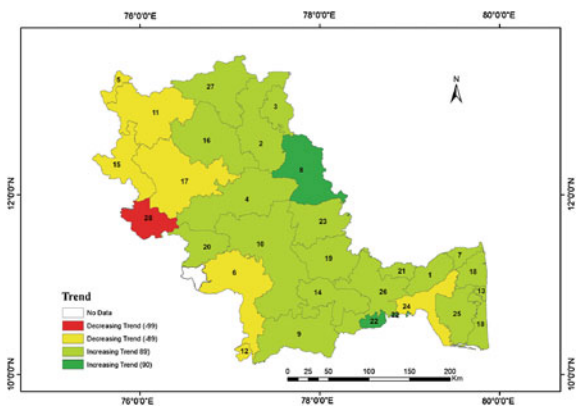 76°0'0"E 78°0'0"E 80°0'0"E
N
5
27
11
3
16
2
15
8
17
12°0'0"N 12°0'0"N
4
28
23
20
10
7
19
21
1
18
6
14
26
13
24
25
22
22
19
9
12
Trend
No Data
Decreasing Trend (-99)
Decreasing Trend (-89)
Increasing Trend 89)
Increasing Trend (90)
0 25 50 100 150 200
Km
10°0'0"N 10°0'0"N
76°0'0"E 78°0'0"E 80°0'0"E